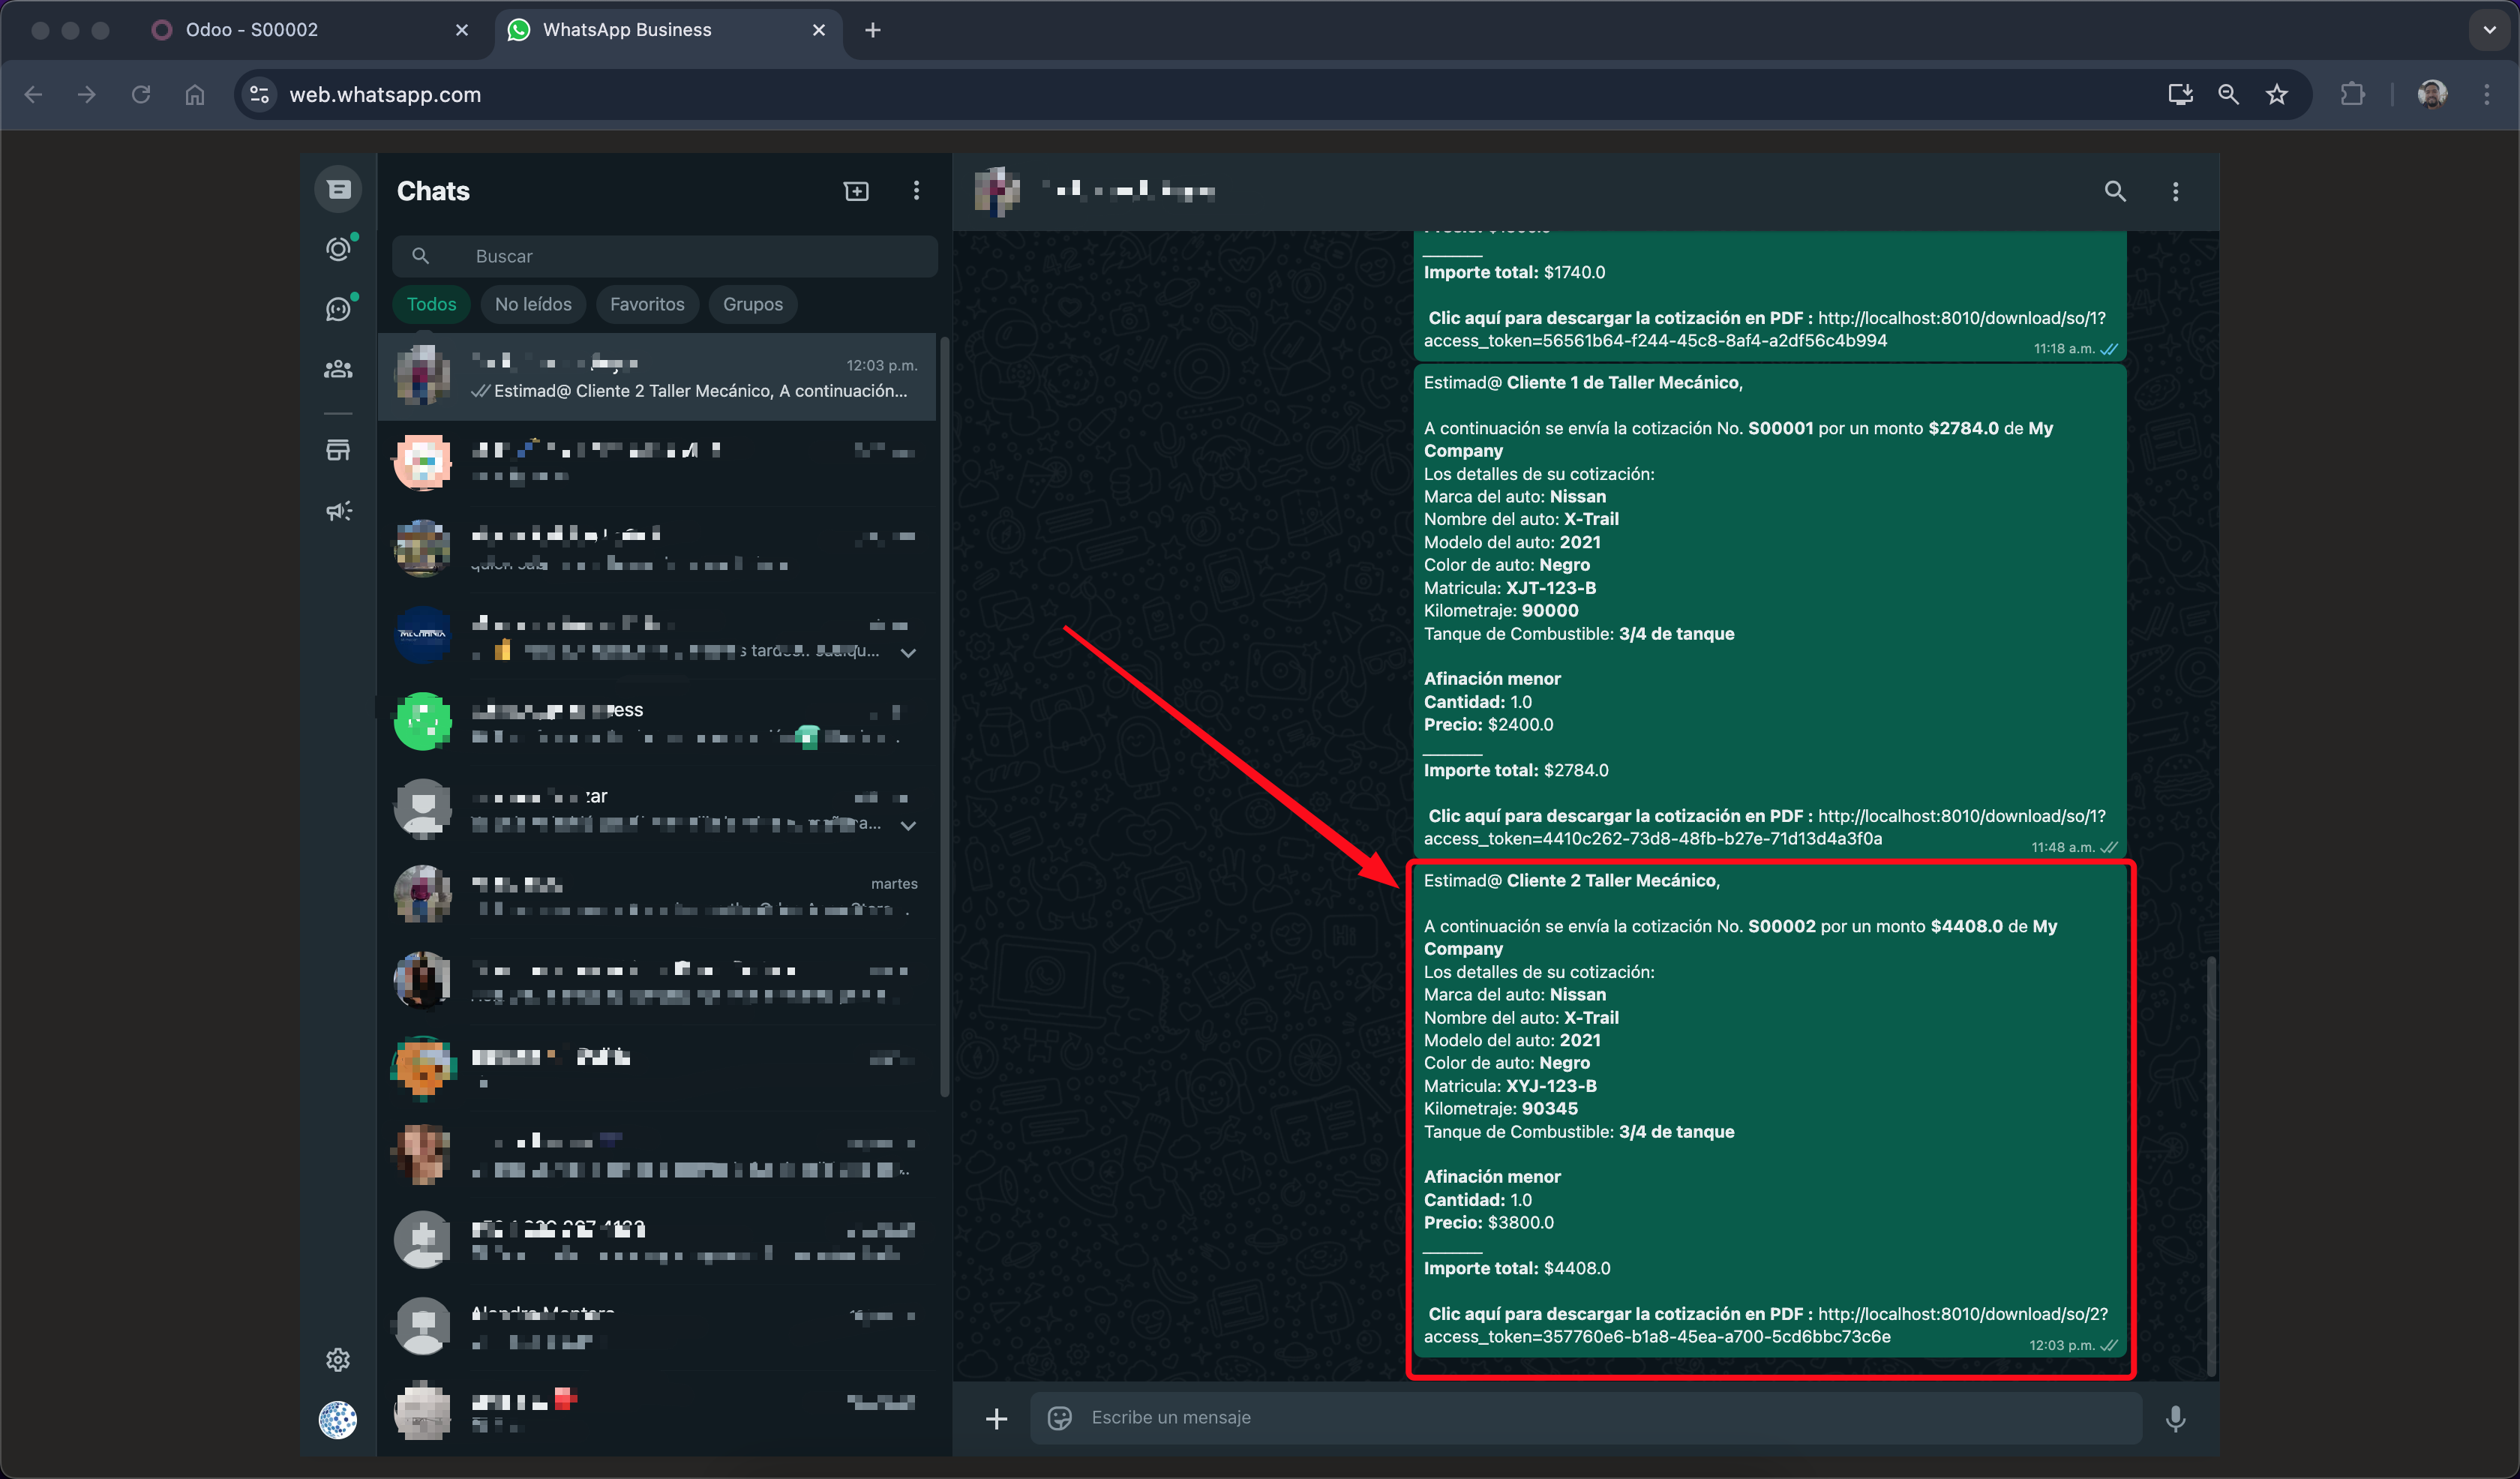 Odoo - S00002
WhatsApp Business
web.whatsapp.com
Chats
Buscar
Todos
No leídos
Favoritos
Grupos
12:03 p.m.
Estimad@ Cliente 2 Taller Mecánico, A continuación...
MECHANIX
s tardes..
ess
zar
martes
Importe total: $1740.0
Clic aquí para descargar la cotización en PDF : http://localhost:8010/download/so/1?
access_token=56561b64-f244-45c8-8af4-a2df56c4b994
11:18 a.m.
Estimad@ Cliente 1 de Taller Mecánico,
A continuación se envía la cotización No. S00001 por un monto $2784.0 de My
Company
Los detalles de su cotización:
Marca del auto: Nissan
Nombre del auto: X-Trail
Modelo del auto: 2021
Color de auto: Negro
Matricula: XJT-123-B
Kilometraje: 90000
Tanque de Combustible: 3/4 de tanque
Afinación menor
Cantidad: 1.0
Precio: $2400.0
Importe total: $2784.0
Clic aquí para descargar la cotización en PDF : http://localhost:8010/download/so/1?
access_token=4410c262-73d8-48fb-b27e-71d13d4a3f0a
11:48 a.m.
Estimad@ Cliente 2 Taller Mecánico,
A continuación se envía la cotización No. S00002 por un monto $4408.0 de My
Company
Los detalles de su cotización:
Marca del auto: Nissan
Nombre del auto: X-Trail
Modelo del auto: 2021
Color de auto: Negro
Matricula: XYJ-123-B
Kilometraje: 90345
Tanque de Combustible: 3/4 de tanque
Afinación menor
Cantidad: 1.0
Precio: $3800.0
Importe total: $4408.0
Clic aquí para descargar la cotización en PDF : http://localhost:8010/download/so/2?
access_token=357760e6-b1a8-45ea-a700-5cd6bbc73c6e
12:03 p.m.
Escribe un mensaje